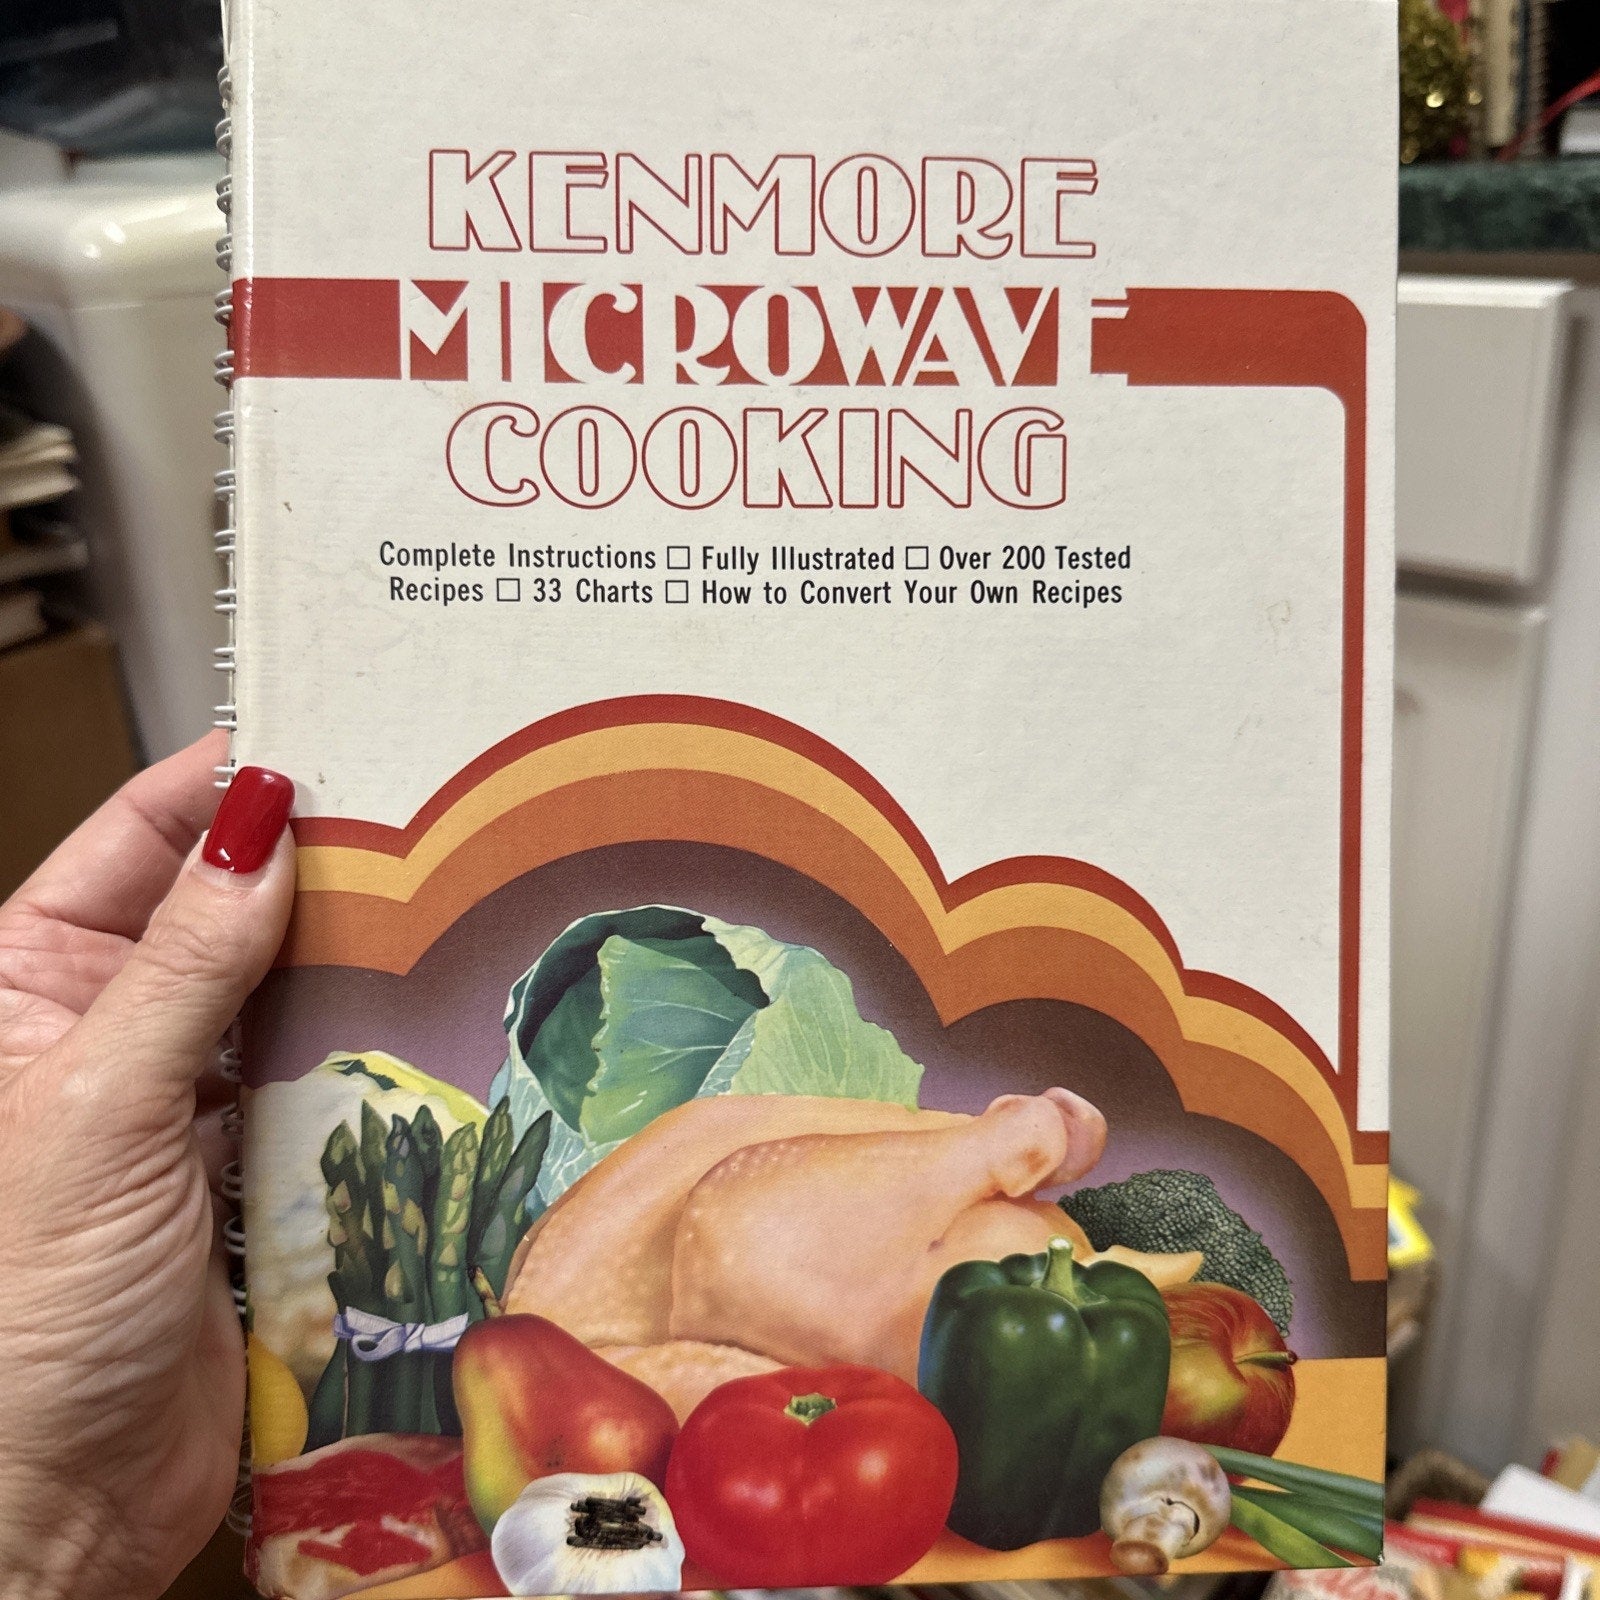 KENMORE
MICROWAVE
COOKING
Complete Instructions □ Fully Illustrated □ Over 200 Tested
Recipes □ 33 Charts □ How to Convert Your Own Recipes